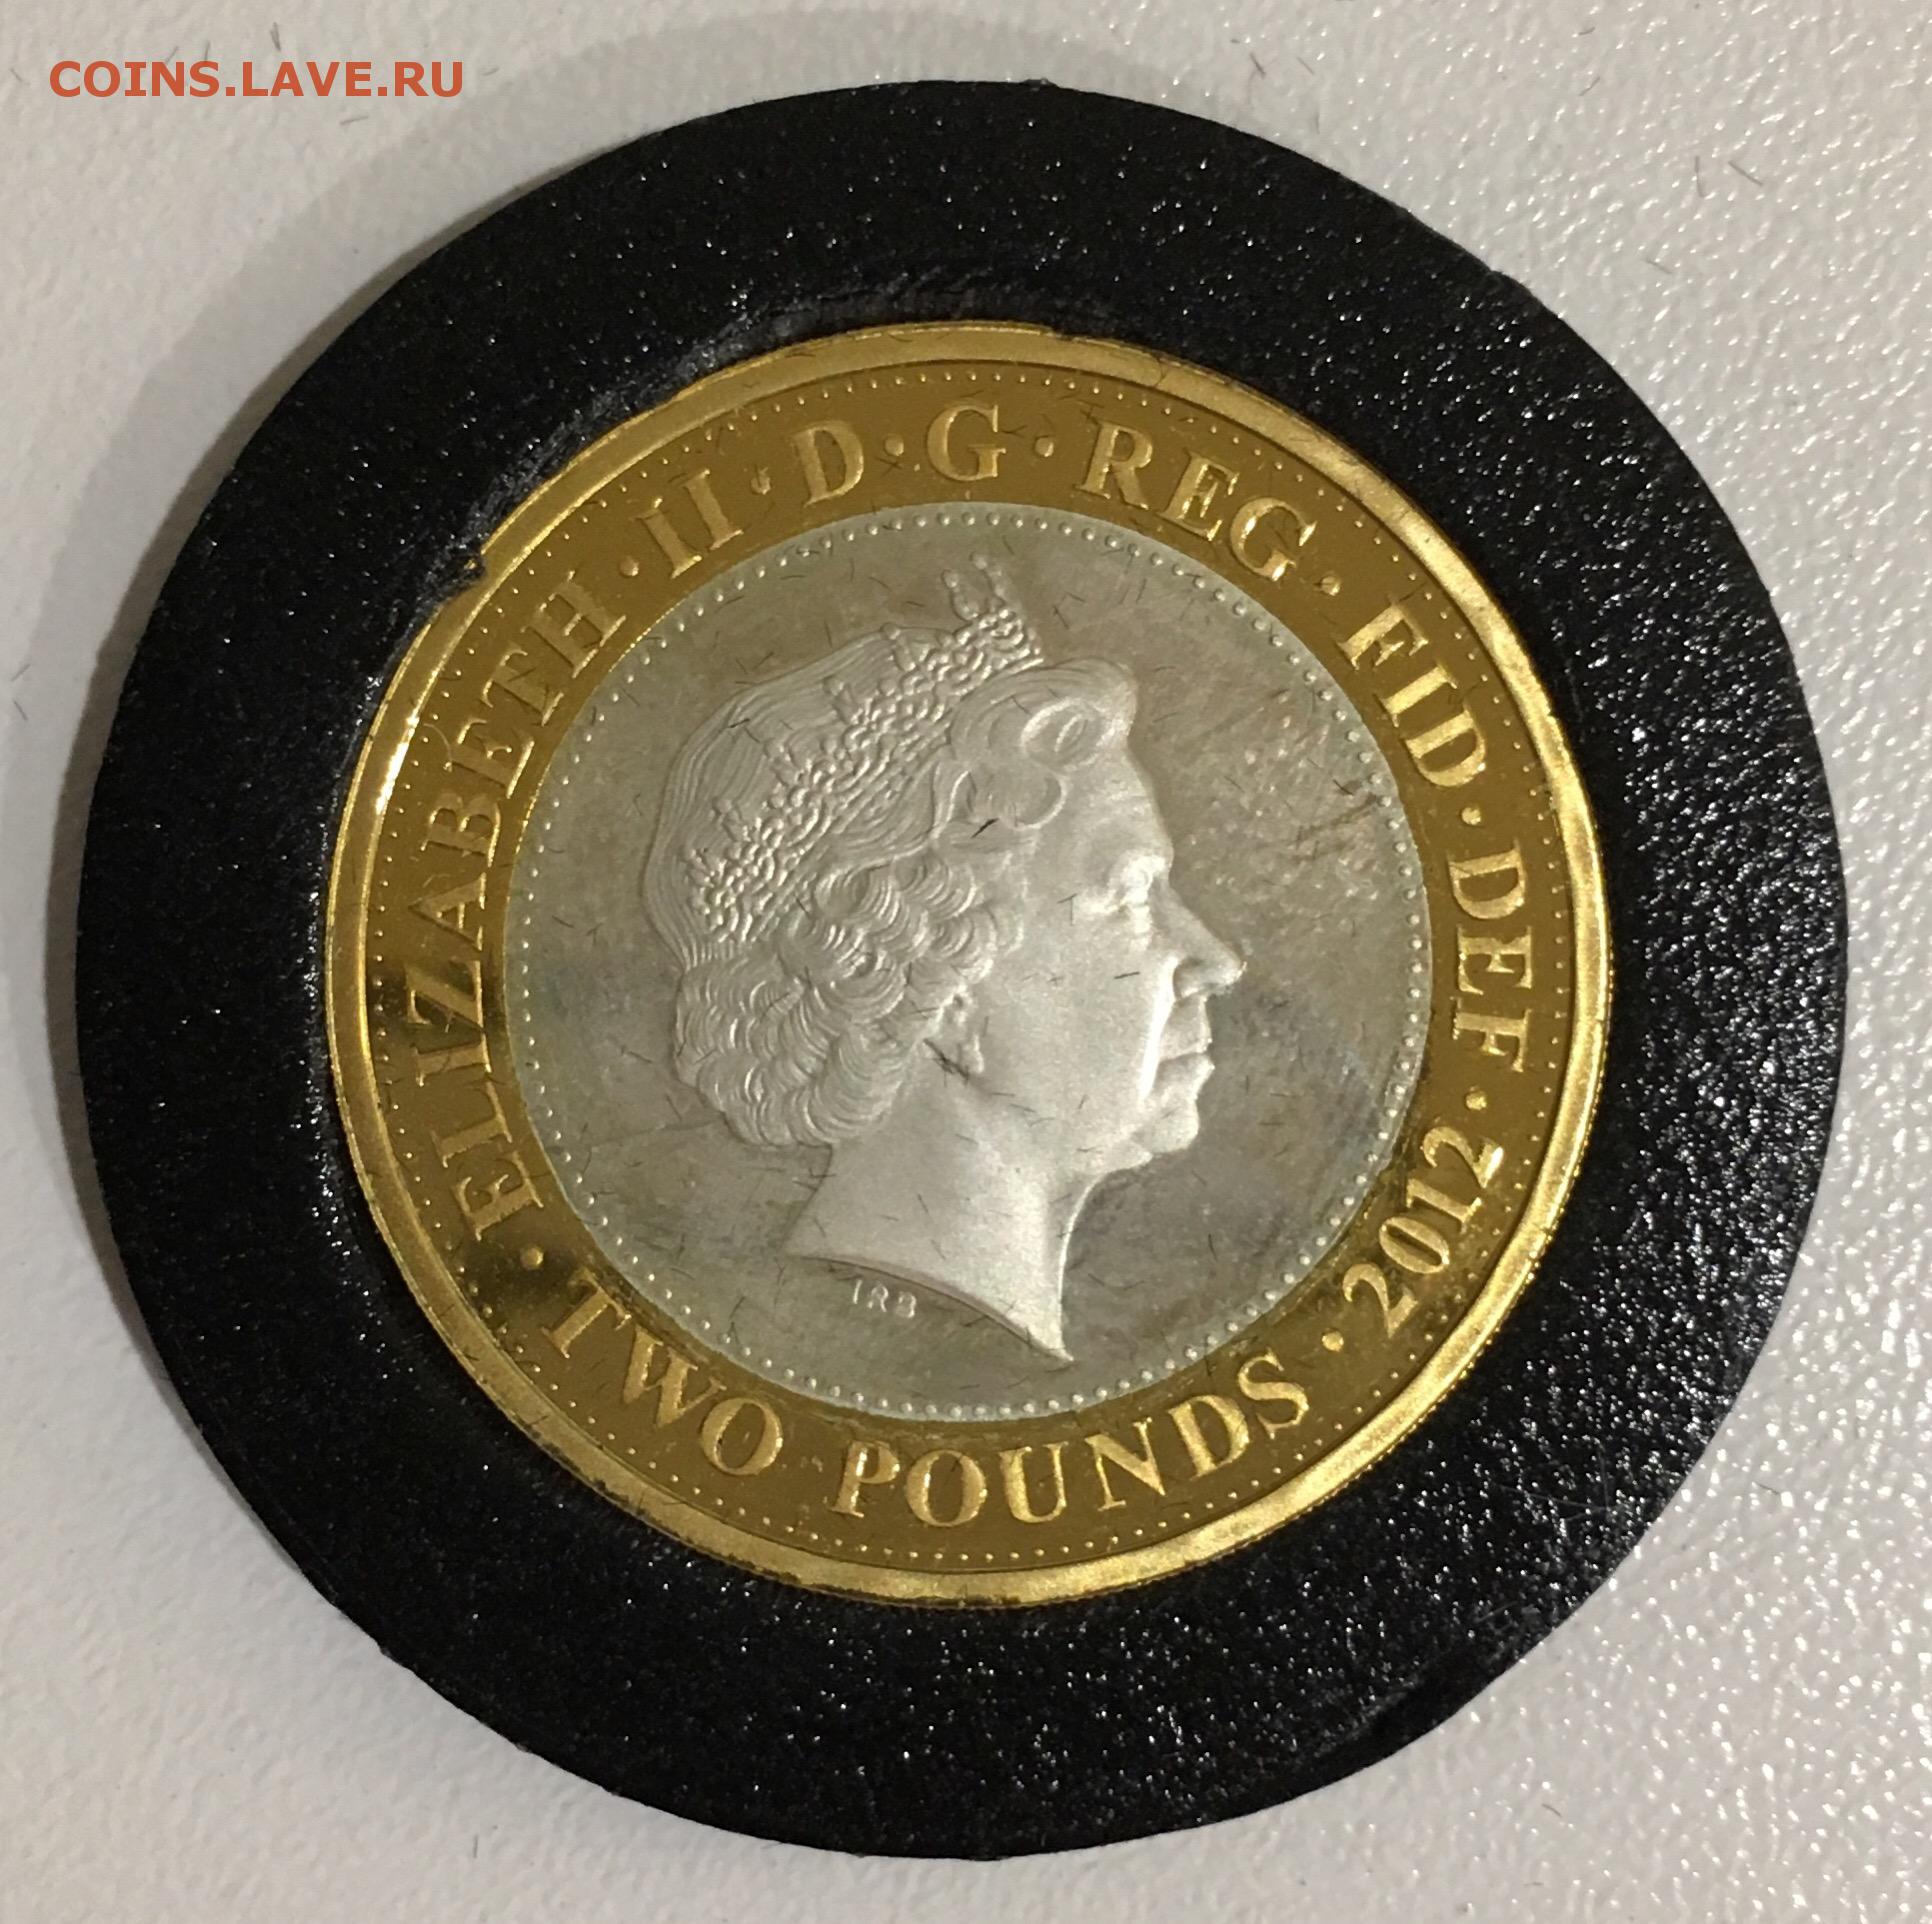 COINS.LAVE.RU
·ELIZABETH·II·D·G·REG·FID·DEF·2012
·TWO POUNDS·
IRB